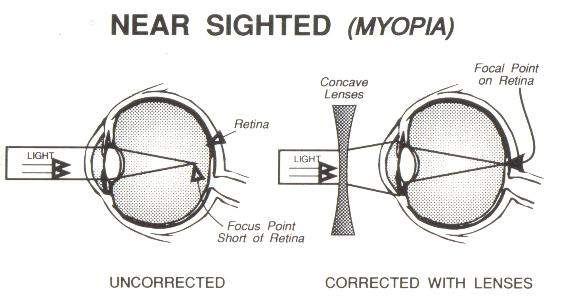 NEAR SIGHTED (MYOPIA)
Retina
LIGHT
Focus Point
Short of Retina
UNCORRECTED
Concave
Lenses
Focal Point
on Retina
LIGHT
CORRECTED WITH LENSES